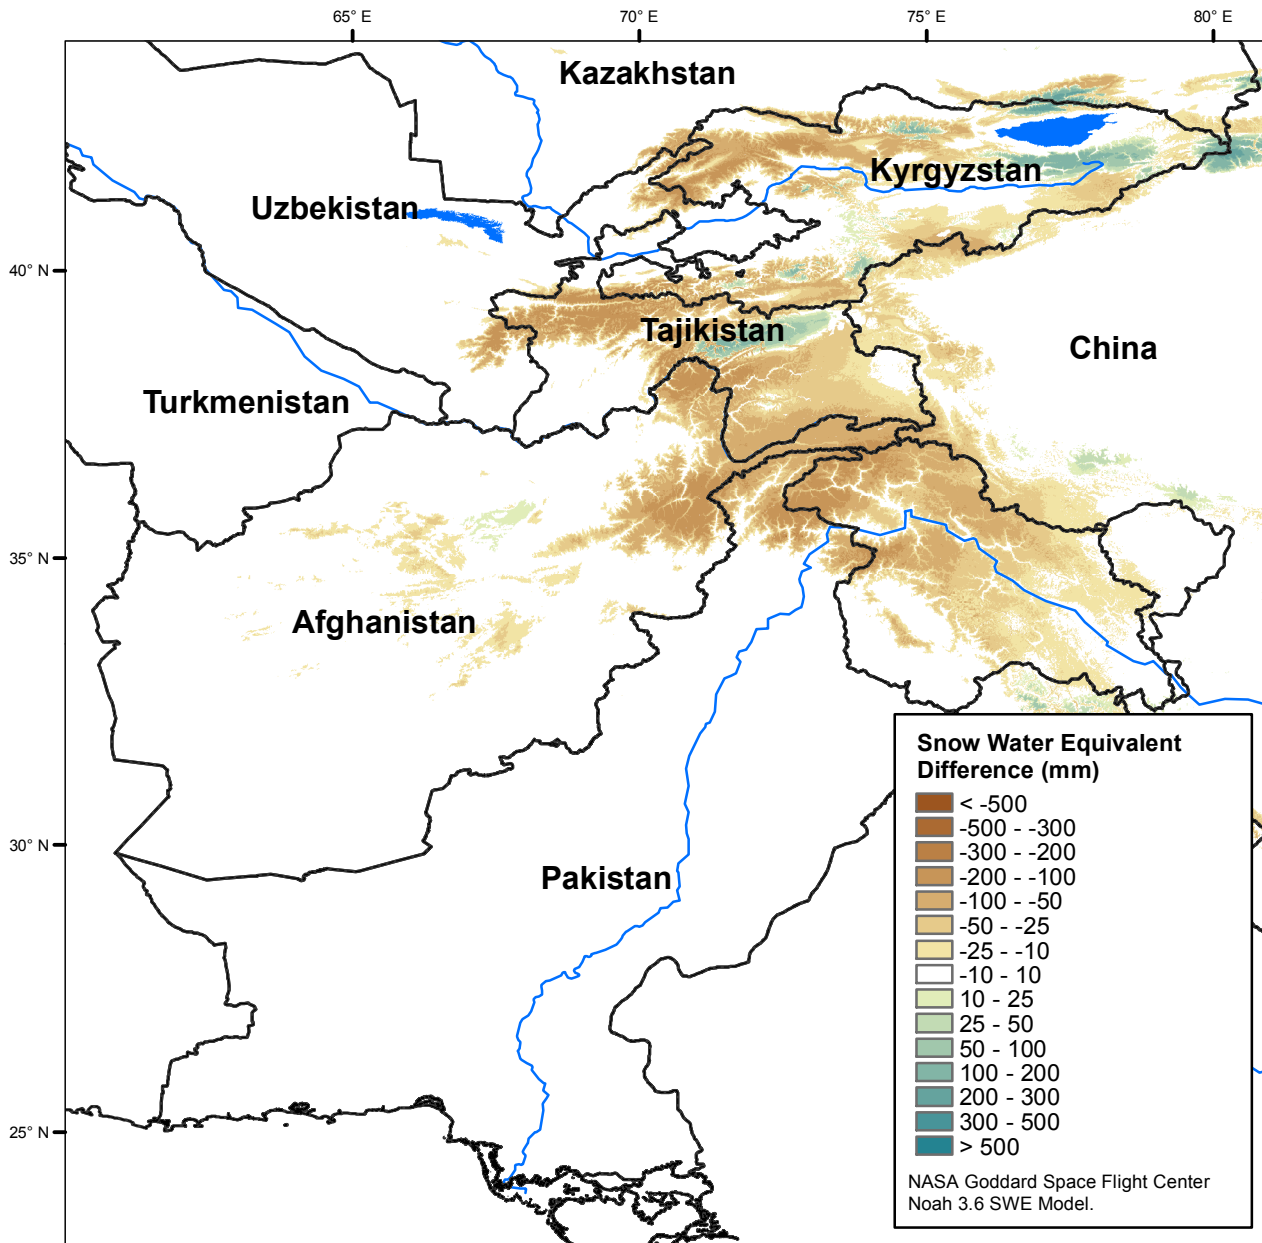 65° E
70° E
75° E
80° E
Kazakhstan
Kyrgyzstan
Uzbekistan
40° N
Tajikistan
China
Turkmenistan
35° N
Afghanistan
30° N
Pakistan
25° N
Snow Water Equivalent
Difference (mm)
< -500
-500 - -300
-300 - -200
-200 - -100
-100 - -50
-50 - -25
-25 - -10
-10 - 10
10 - 25
25 - 50
50 - 100
100 - 200
200 - 300
300 - 500
> 500
NASA Goddard Space Flight Center
Noah 3.6 SWE Model.